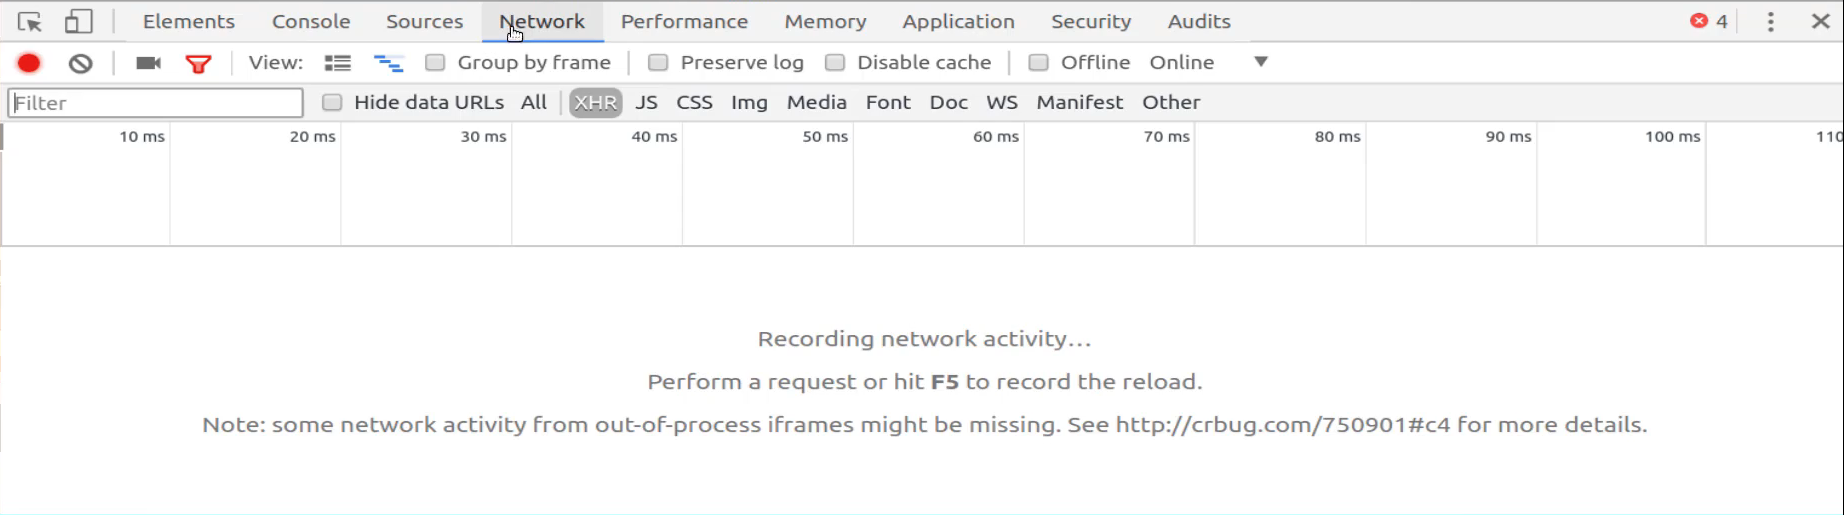 Elements Console Sources Network Performance Memory Application Security Audits 4
View: Group by frame Preserve log Disable cache Offline Online
Filter Hide data URLs All XHR JS CSS Img Media Font Doc WS Manifest Other
10 ms 20 ms 30 ms 40 ms 50 ms 60 ms 70 ms 80 ms 90 ms 100 ms 110
Recording network activity…
Perform a request or hit F5 to record the reload.
Note: some network activity from out-of-process iframes might be missing. See http://crbug.com/750901#c4 for more details.